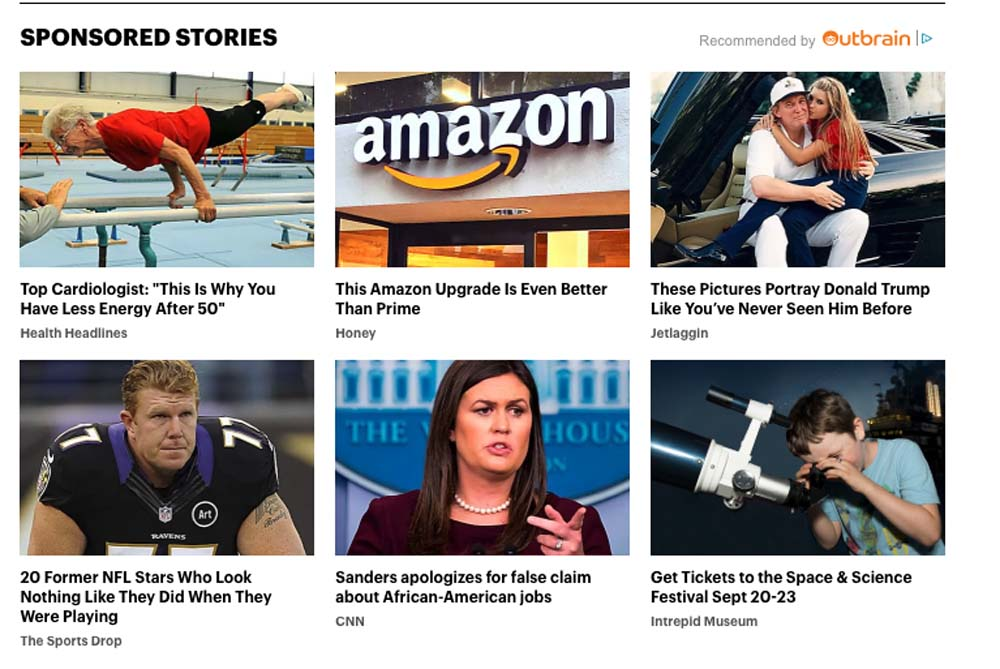 SPONSORED STORIES
Recommended by Outbrain
amazon
Top Cardiologist: "This Is Why You
Have Less Energy After 50"
Health Headlines
This Amazon Upgrade Is Even Better
Than Prime
Honey
These Pictures Portray Donald Trump
Like You’ve Never Seen Him Before
Jetlaggin
77
77
Art
RAVENS
THE W HOUSE
ON
20 Former NFL Stars Who Look
Nothing Like They Did When They
Were Playing
The Sports Drop
Sanders apologizes for false claim
about African-American jobs
CNN
Get Tickets to the Space & Science
Festival Sept 20-23
Intrepid Museum